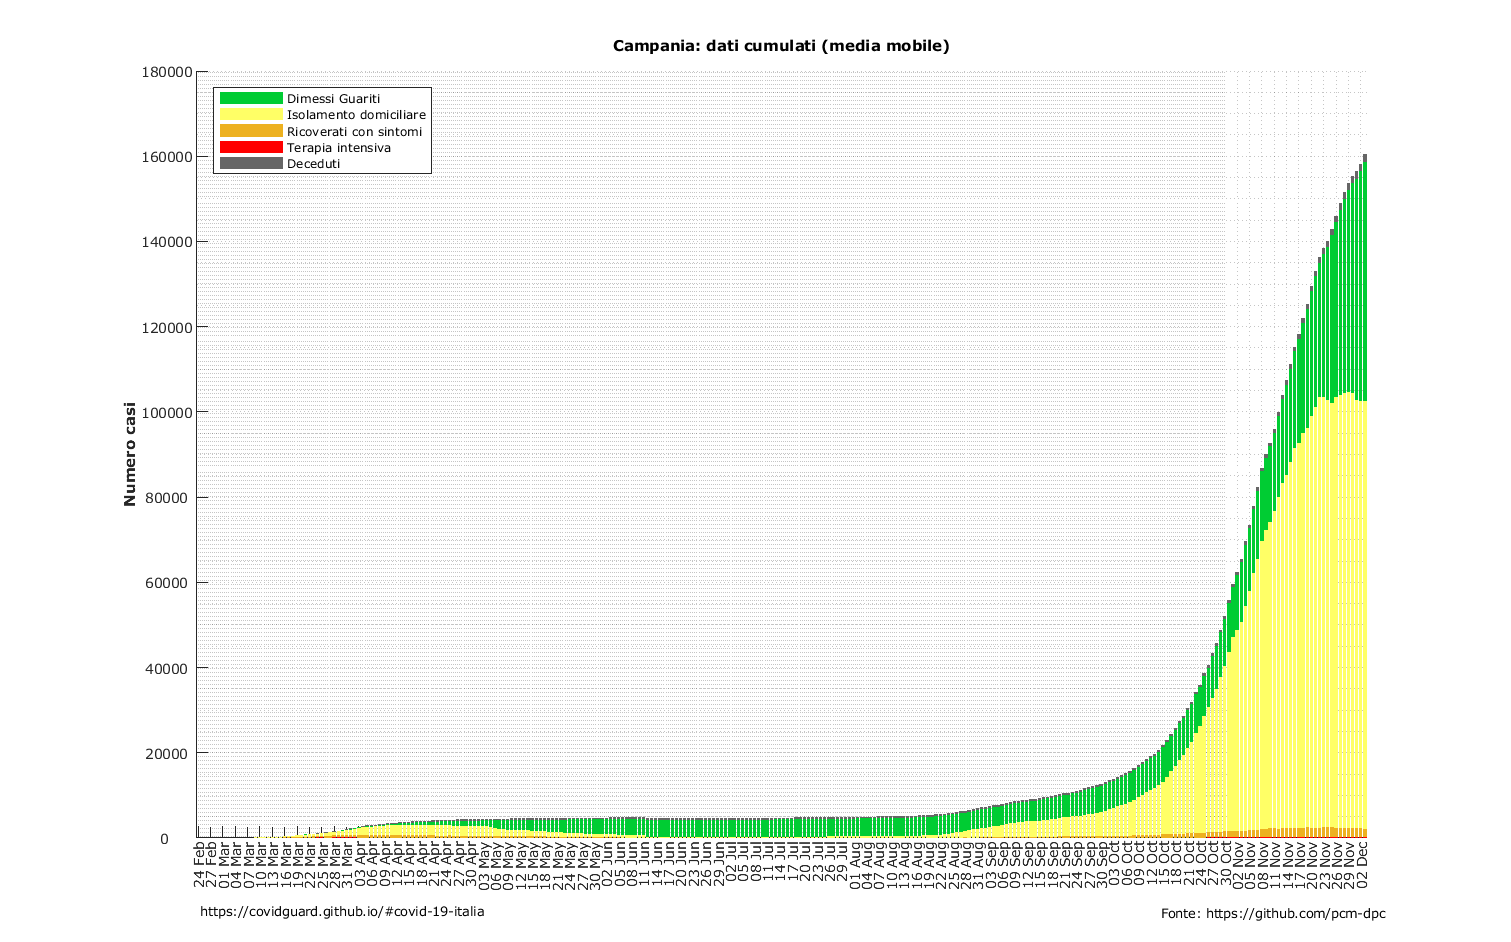 Campania: dati cumulati (media mobile)
180000
160000
140000
120000
100000
80000
60000
40000
20000
0
Numero casi
Dimessi Guariti
Isolamento domiciliare
Ricoverati con sintomi
Terapia intensiva
Deceduti
24 Feb
27 Feb
01 Mar
04 Mar
07 Mar
10 Mar
13 Mar
16 Mar
19 Mar
22 Mar
25 Mar
28 Mar
31 Mar
03 Apr
06 Apr
09 Apr
12 Apr
15 Apr
18 Apr
21 Apr
24 Apr
27 Apr
30 Apr
03 May
06 May
09 May
12 May
15 May
18 May
21 May
24 May
27 May
30 May
02 Jun
05 Jun
08 Jun
11 Jun
14 Jun
17 Jun
20 Jun
23 Jun
26 Jun
29 Jun
02 Jul
05 Jul
08 Jul
11 Jul
14 Jul
17 Jul
20 Jul
23 Jul
26 Jul
29 Jul
01 Aug
04 Aug
07 Aug
10 Aug
13 Aug
16 Aug
19 Aug
22 Aug
25 Aug
28 Aug
31 Aug
03 Sep
06 Sep
09 Sep
12 Sep
15 Sep
18 Sep
21 Sep
24 Sep
27 Sep
30 Sep
03 Oct
06 Oct
09 Oct
12 Oct
15 Oct
18 Oct
21 Oct
24 Oct
27 Oct
30 Oct
02 Nov
05 Nov
08 Nov
11 Nov
14 Nov
17 Nov
20 Nov
23 Nov
26 Nov
29 Nov
02 Dec
https://covidguard.github.io/#covid-19-italia
Fonte: https://github.com/pcm-dpc